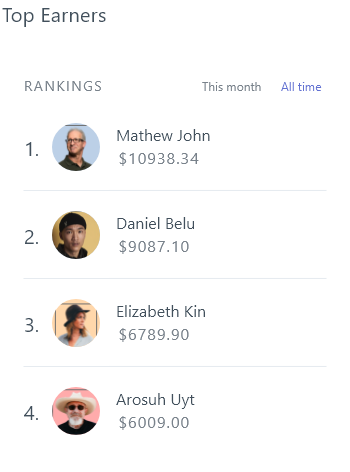 Top Earners
RANKINGS This month All time
1. Mathew John
$10938.34
2. Daniel Belu
$9087.10
3. Elizabeth Kin
$6789.90
4. Arosuh Uyt
$6009.00